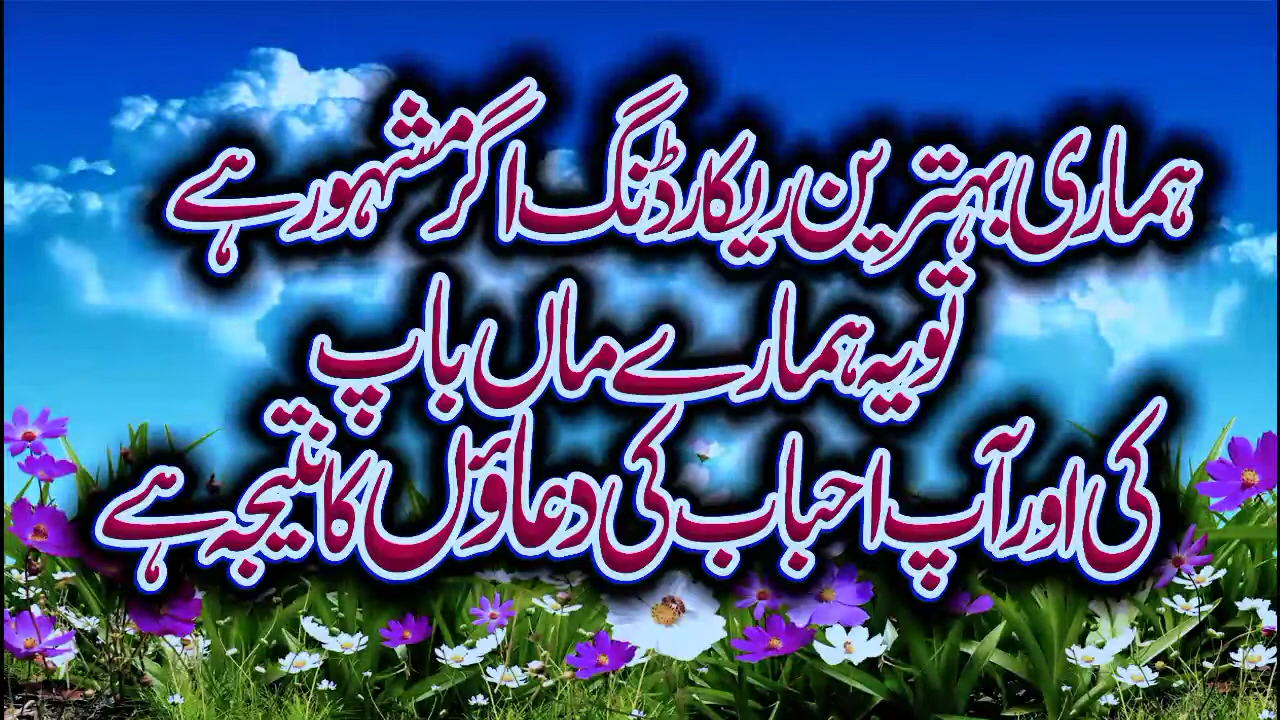 ہماری بہترین ریکارڈنگ اگر مشہور ہے
تو یہ ہمارے ماں باپ
کی اور آپ احباب کی دعاؤں کا نتیجہ ہے